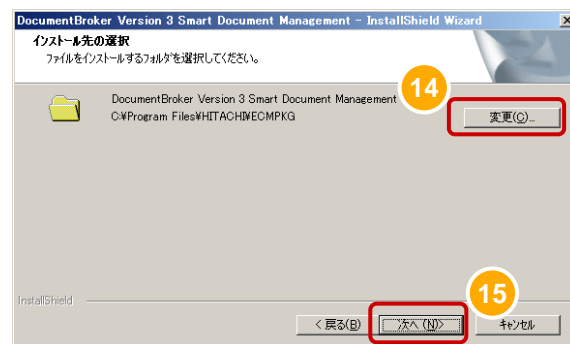 DocumentBroker Version 3 Smart Document Management - InstallShield Wizard
インストール先の選択
ファイルをインストールするフォルダを選択してください。
14
DocumentBroker Version 3 Smart Document Management
C:¥Program Files¥HITACHI¥ECMPKG
変更(C)...
15
InstallShield
< 戻る(B)
次へ(N)>
キャンセル